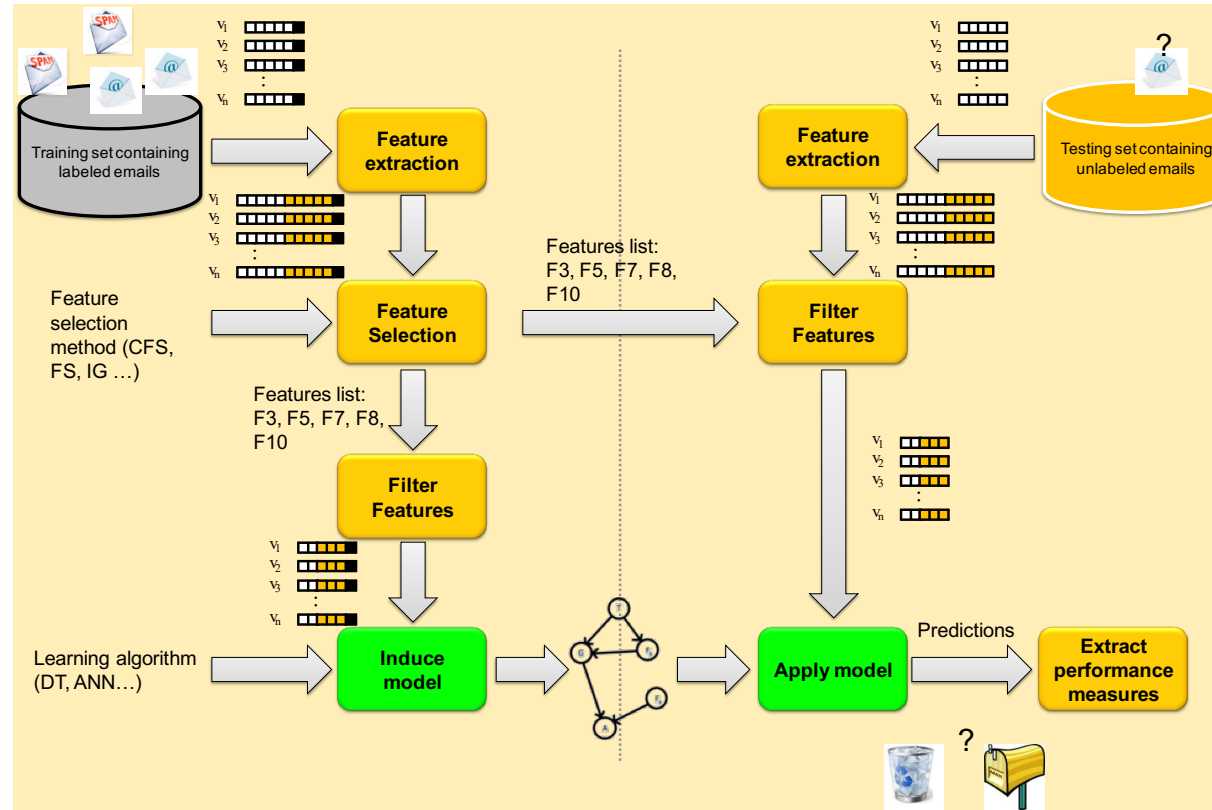 SPAM
SPAM
@
@
v1
v2
v3
:
vn
Training set containing
labeled emails
Feature
extraction
v1
v2
v3
:
vn
Feature
selection
method (CFS,
FS, IG …)
Feature
Selection
Features list:
F3, F5, F7, F8,
F10
Filter
Features
v1
v2
v3
:
vn
Learning algorithm
(DT, ANN…)
Induce
model
T
G
A
Features list:
F3, F5, F7, F8,
F10
v1
v2
v3
:
vn
?
@
Testing set containing
unlabeled emails
Feature
extraction
v1
v2
v3
:
vn
Filter
Features
v1
v2
v3
:
vn
Apply model
Predictions
Extract
performance
measures
?